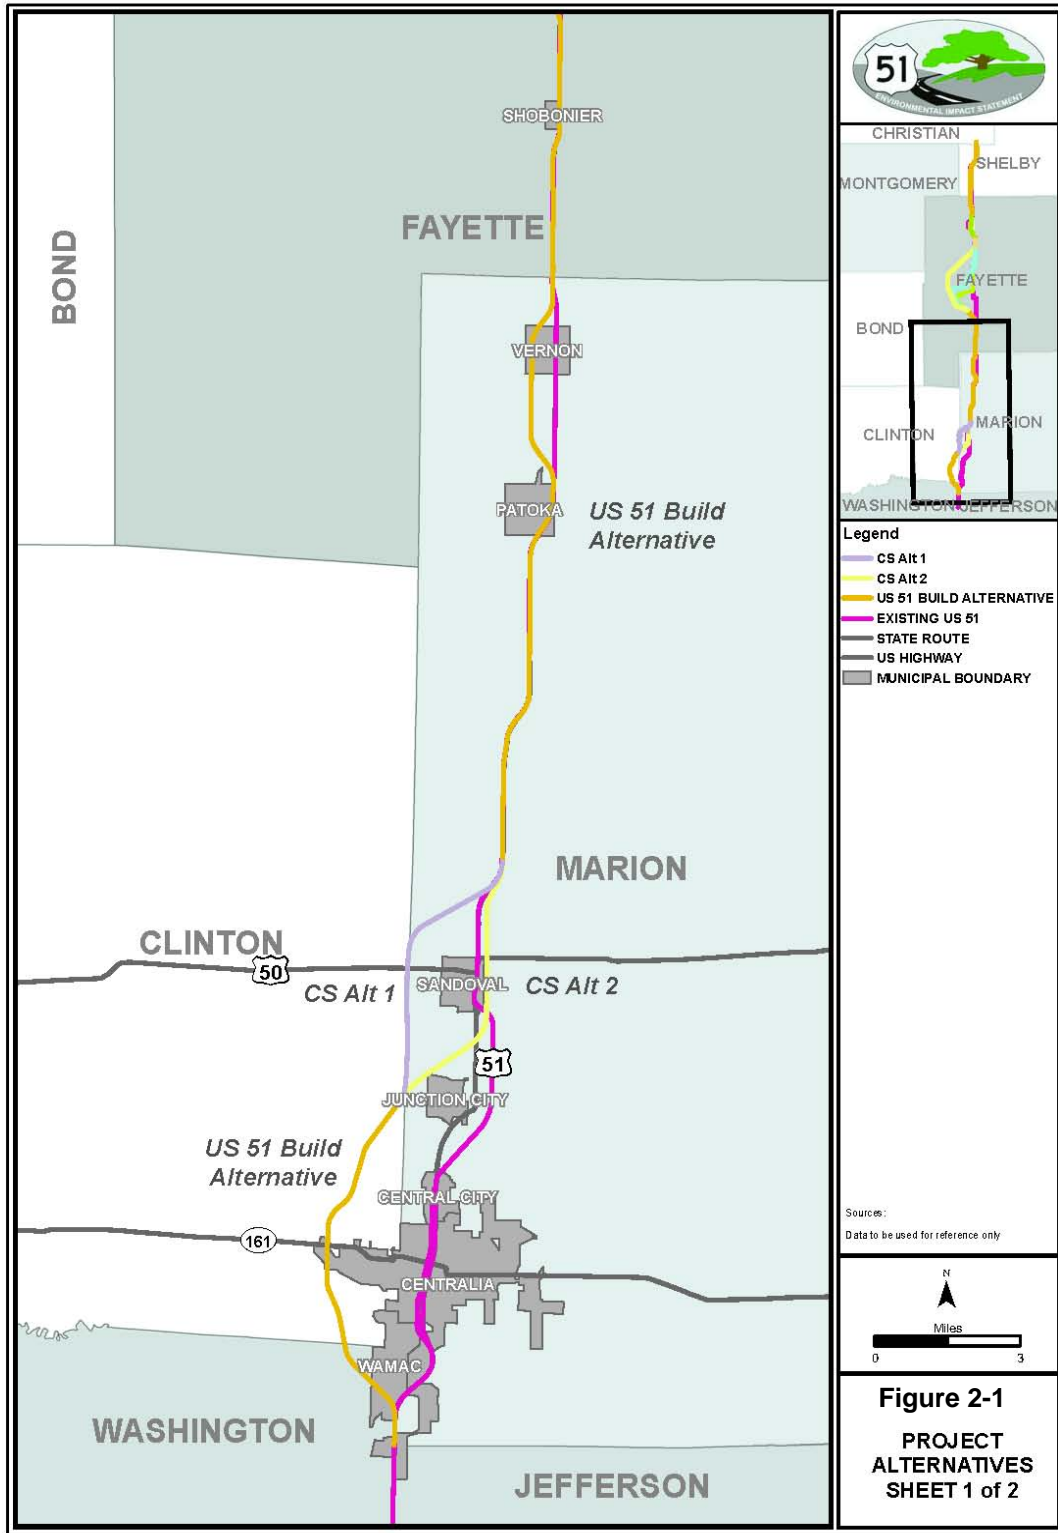 SHOBONIER
FAYETTE
BOND
VERNON
PATOKA
US 51 Build
Alternative
MARION
CLINTON
50
CS Alt 1
SANDOVAL
CS Alt 2
51
JUNCTION CITY
US 51 Build
Alternative
CENTRAL CITY
161
CENTRALIA
WAMAC
WASHINGTON
JEFFERSON
51
ENVIRONMENTAL IMPACT STATEMENT
CHRISTIAN
SHELBY
MONTGOMERY
FAYETTE
BOND
MARION
CLINTON
WASHINGTON
JEFFERSON
Legend
CS Alt 1
CS Alt 2
US 51 BUILD ALTERNATIVE
EXISTING US 51
STATE ROUTE
US HIGHWAY
MUNICIPAL BOUNDARY
Sources:
Data to be used for reference only
N
Miles
0 3
Figure 2-1
PROJECT
ALTERNATIVES
SHEET 1 of 2